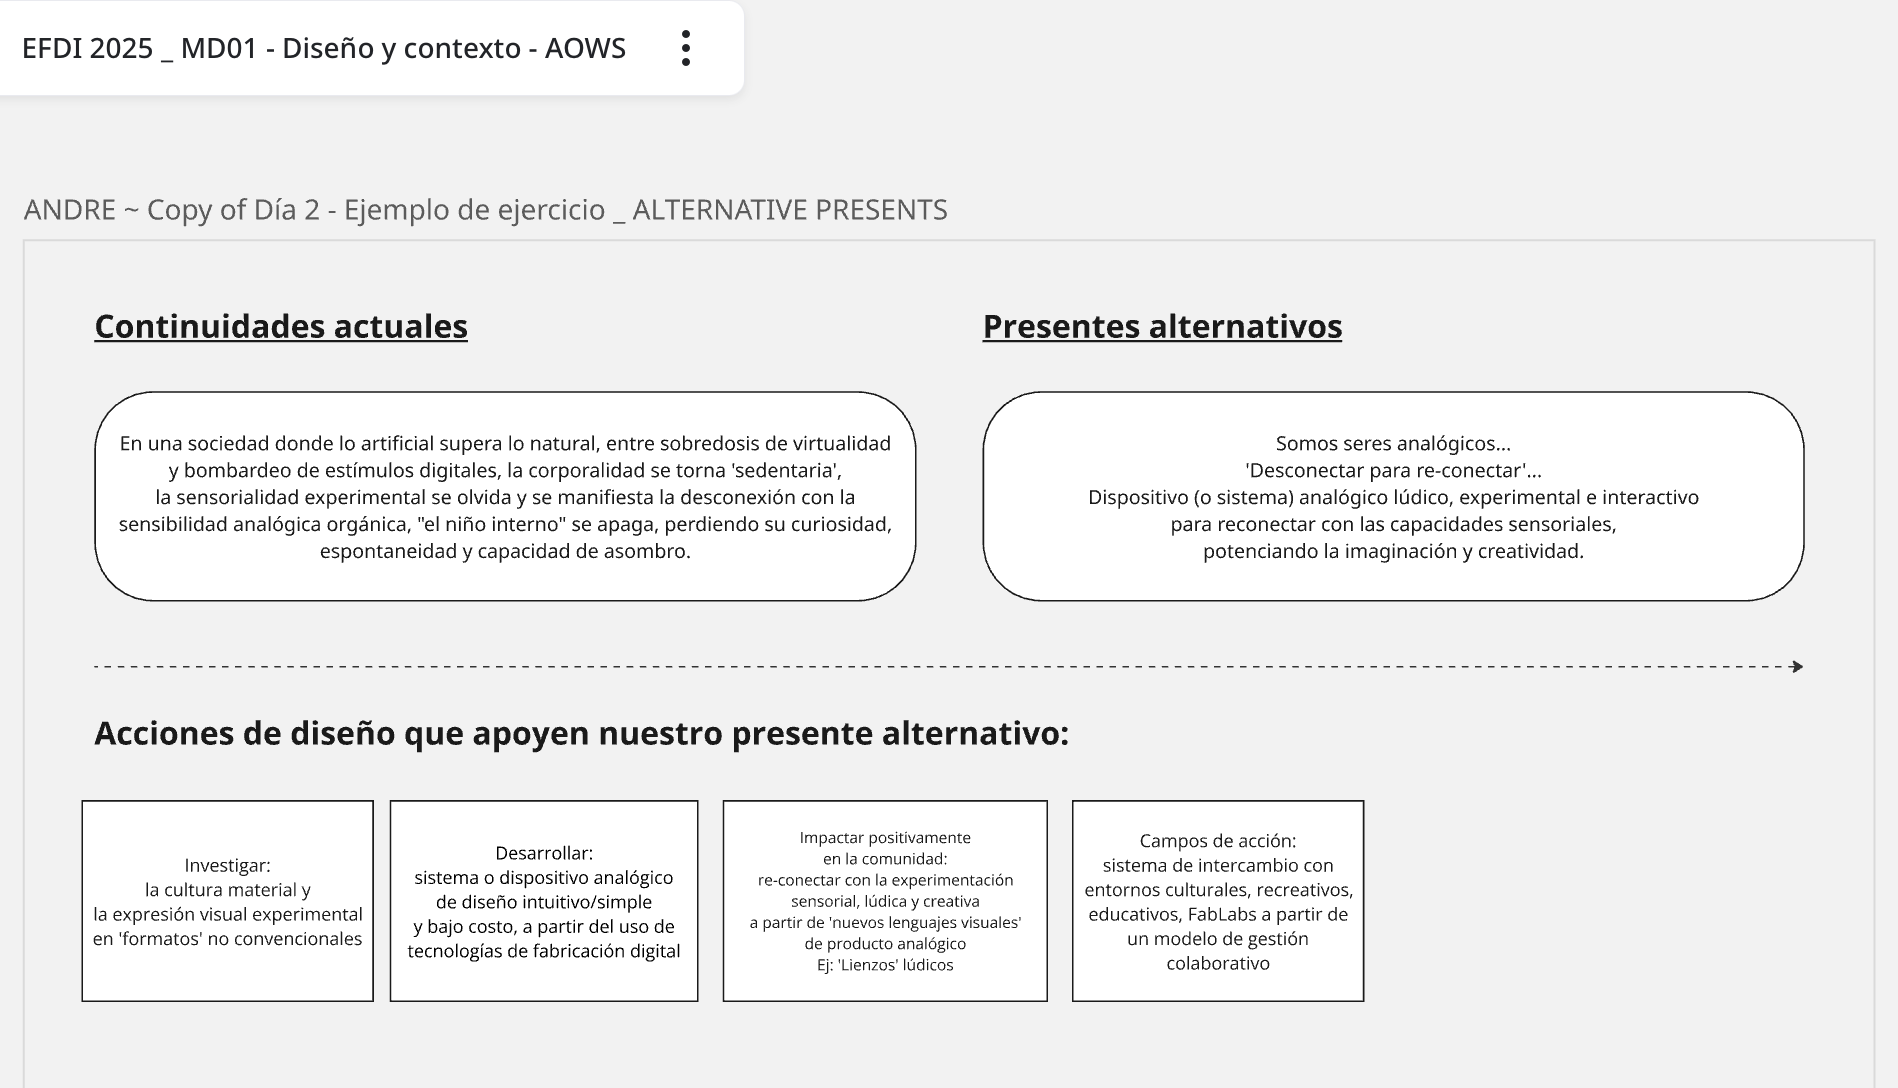 EFDI 2025 _ MD01 - Diseño y contexto - AOWS
ANDRE ~ Copy of Día 2 - Ejemplo de ejercicio _ ALTERNATIVE PRESENTS
Continuidades actuales
En una sociedad donde lo artificial supera lo natural, entre sobredosis de virtualidad
y bombardeo de estímulos digitales, la corporalidad se torna 'sedentaria',
la sensorialidad experimental se olvida y se manifiesta la desconexión con la
sensibilidad analógica orgánica, "el niño interno" se apaga, perdiendo su curiosidad,
espontaneidad y capacidad de asombro.
Presentes alternativos
Somos seres analógicos...
'Desconectar para re-conectar'...
Dispositivo (o sistema) analógico lúdico, experimental e interactivo
para reconectar con las capacidades sensoriales,
potenciando la imaginación y creatividad.
Acciones de diseño que apoyen nuestro presente alternativo:
Investigar:
la cultura material y
la expresión visual experimental
en 'formatos' no convencionales
Desarrollar:
sistema o dispositivo analógico
de diseño intuitivo/simple
y bajo costo, a partir del uso de
tecnologías de fabricación digital
Impactar positivamente
en la comunidad:
re-conectar con la experimentación
sensorial, lúdica y creativa
a partir de 'nuevos lenguajes visuales'
de producto analógico
Ej: 'Lienzos' lúdicos
Campos de acción:
sistema de intercambio con
entornos culturales, recreativos,
educativos, FabLabs a partir de
un modelo de gestión
colaborativo